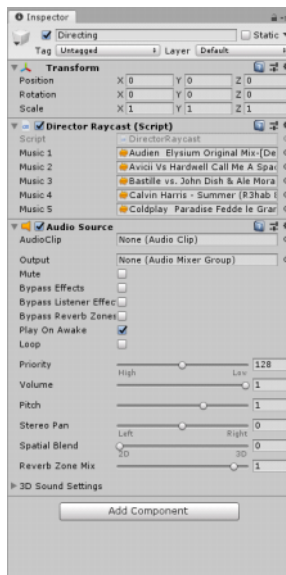 Inspector
Directing Static
Tag Untagged Layer Default
Transform
Position X 0 Y 0 Z 0
Rotation X 0 Y 0 Z 0
Scale X 1 Y 1 Z 1
Director Raycast (Script)
Script DirectorRaycast
Music 1 Audien Elysium Original Mix-[De
Music 2 Avicii Vs Hardwell Call Me A Spac
Music 3 Bastille vs. John Dish & Ale Mora
Music 4 Calvin Harris - Summer (R3hab
Music 5 Coldplay Paradise Fedde le Gran
Audio Source
AudioClip None (Audio Clip)
Output None (Audio Mixer Group)
Mute
Bypass Effects
Bypass Listener Effec
Bypass Reverb Zones
Play On Awake
Loop
Priority 128
High Low
Volume 1
Pitch 1
Stereo Pan 0
Left Right
Spatial Blend 0
2D 3D
Reverb Zone Mix 1
3D Sound Settings
Add Component